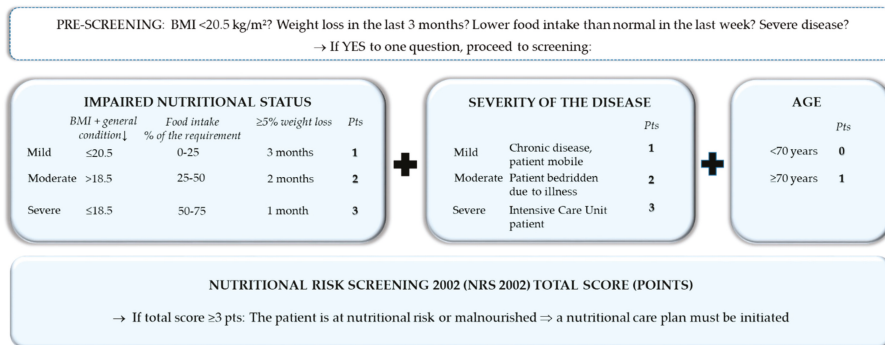 PRE-SCREENING: BMI <20.5 kg/m²? Weight loss in the last 3 months? Lower food intake than normal in the last week? Severe disease?
→ If YES to one question, proceed to screening:
IMPAIRED NUTRITIONAL STATUS
BMI + general condition↓ Food intake % of the requirement ≥5% weight loss Pts
Mild ≤20.5 0-25 3 months 1
Moderate >18.5 25-50 2 months 2
Severe ≤18.5 50-75 1 month 3
SEVERITY OF THE DISEASE
Pts
Mild Chronic disease, patient mobile 1
Moderate Patient bedridden due to illness 2
Severe Intensive Care Unit patient 3
AGE
Pts
<70 years 0
≥70 years 1
NUTRITIONAL RISK SCREENING 2002 (NRS 2002) TOTAL SCORE (POINTS)
→ If total score ≥3 pts: The patient is at nutritional risk or malnourished ⇒ a nutritional care plan must be initiated